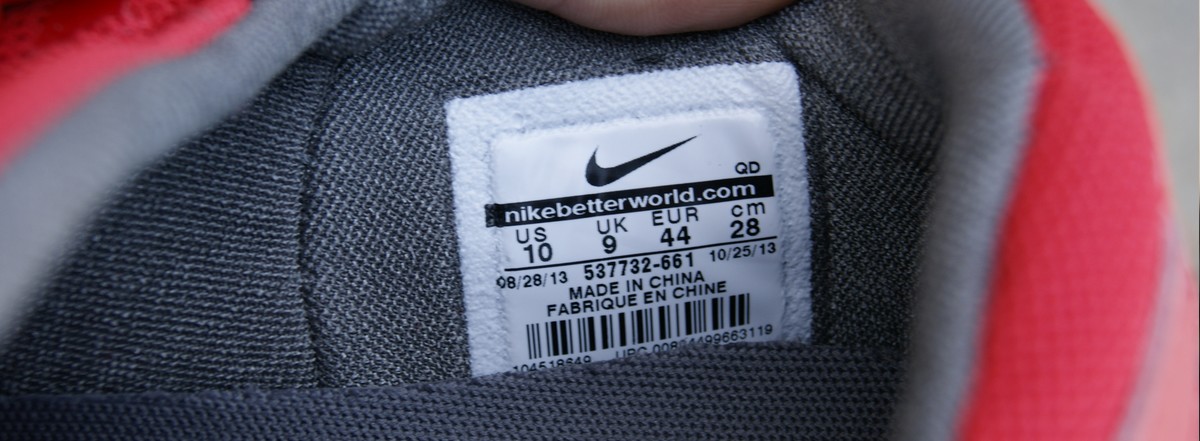 QD
nikebetterworld.com
US UK EUR cm
10 9 44 28
08/28/13 537732-661 10/25/13
MADE IN CHINA
FABRIQUE EN CHINE